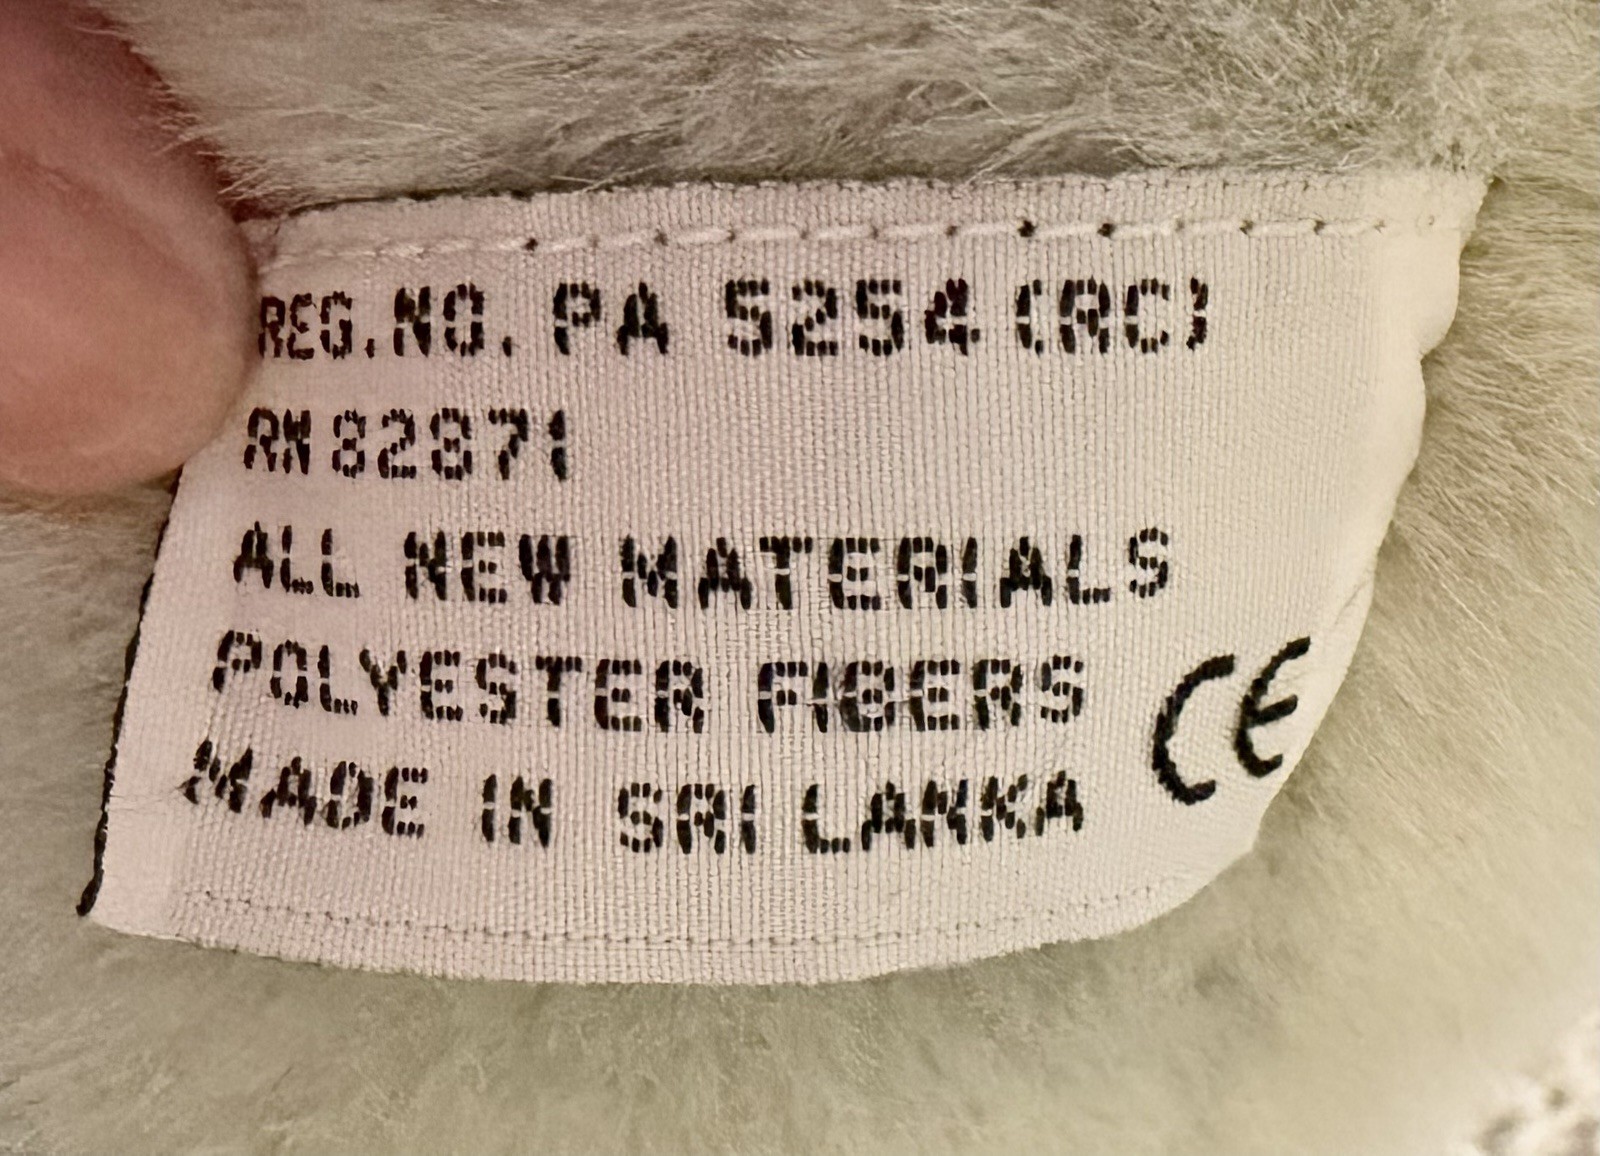 REG.NO. PA 5254 (RC)
RN 82871
ALL NEW MATERIALS
POLYESTER FIBERS
MADE IN SRI LANKA
CE